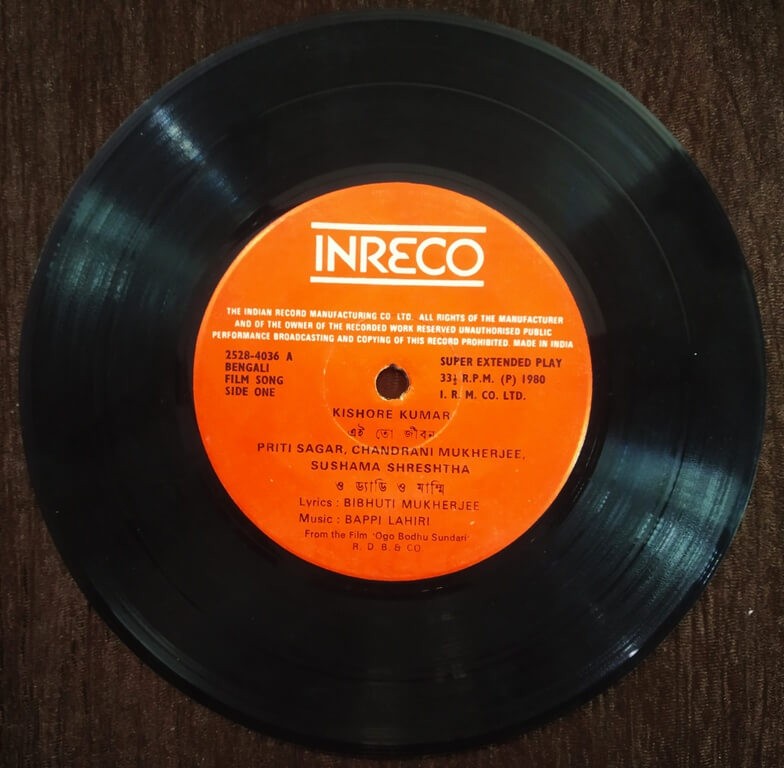 INRECO
THE INDIAN RECORD MANUFACTURING CO. LTD. ALL RIGHTS OF THE MANUFACTURER
AND OF THE OWNER OF THE RECORDED WORK RESERVED UNAUTHORISED PUBLIC
PERFORMANCE BROADCASTING AND COPYING OF THIS RECORD PROHIBITED. MADE IN INDIA
2528-4036 A
BENGALI
FILM SONG
SIDE ONE
SUPER EXTENDED PLAY
33⅓ R.P.M. (P) 1980
I. R. M. CO. LTD.
KISHORE KUMAR
এই তো জীবন
PRITI SAGAR, CHANDRANI MUKHERJEE,
SUSHAMA SHRESHTHA
ও ড্যাডি ও মাম্মি
Lyrics : BIBHUTI MUKHERJEE
Music : BAPPI LAHIRI
From the Film 'Ogo Bodhu Sundari'
R. D. B. & CO.